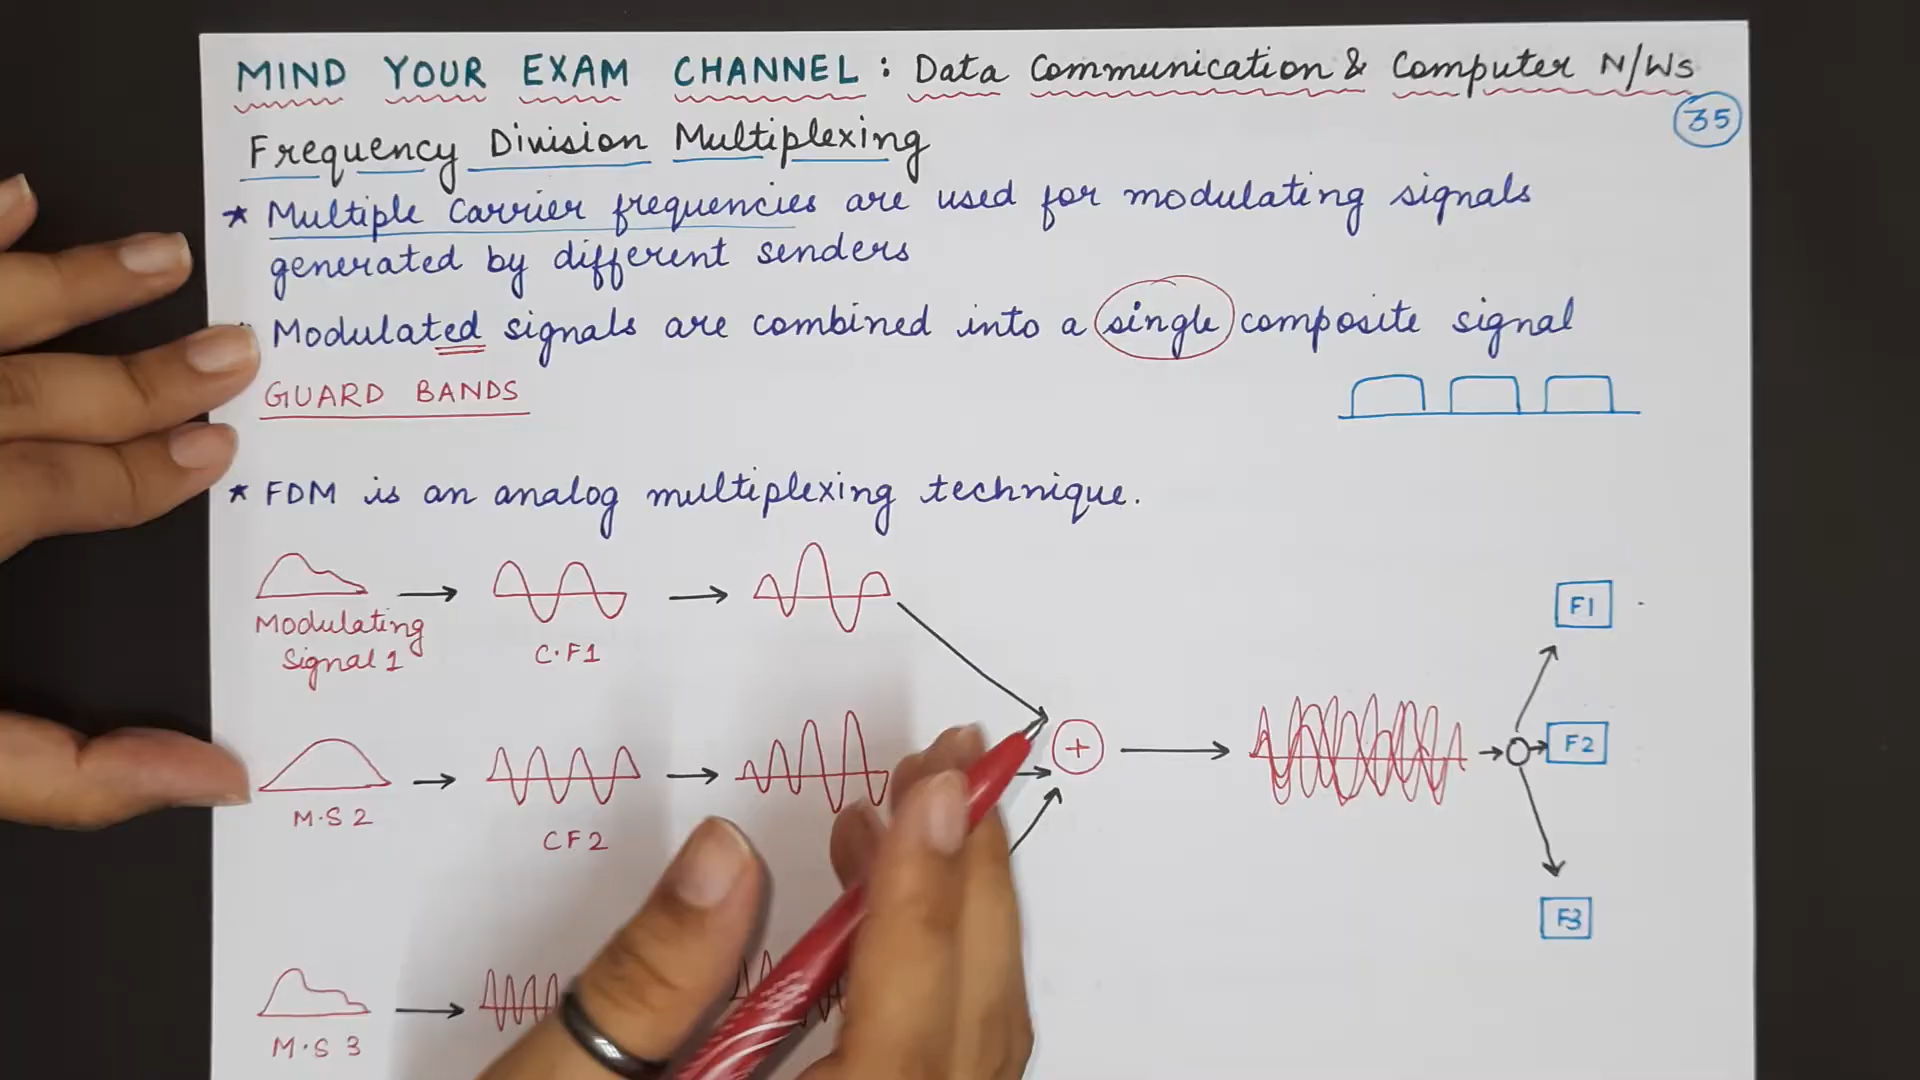 MIND YOUR EXAM CHANNEL : Data Communication & Computer N/Ws
35
Frequency Division Multiplexing
* Multiple Carrier frequencies are used for modulating signals
generated by different senders
Modulated signals are combined into a single composite signal
GUARD BANDS
* FDM is an analog multiplexing technique.
Modulating
Signal 1
C.F1
F1
+
F2
M.S 2
CF2
F3
M.S 3